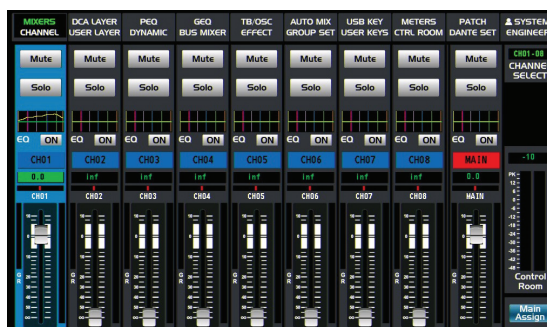 MIXERS DCA LAYER PEQ GEQ TB/OSC AUTO MIX USB KEY METERS PATCH SYSTEM
CHANNEL USER LAYER DYNAMIC BUS MIXER EFFECT GROUP SET USER KEYS CTRL ROOM DANTE SET ENGINEER
Mute Mute Mute Mute Mute Mute Mute Mute Mute
CH01-08
CHANNEL
SELECT
Solo Solo Solo Solo Solo Solo Solo Solo Solo
EQ ON EQ ON EQ ON EQ ON EQ ON EQ ON EQ ON EQ ON EQ ON
CH01 CH02 CH03 CH04 CH05 CH06 CH07 CH08 MAIN
-10
0.0 inf inf inf inf inf inf inf 0.0
CH01 CH02 CH03 CH04 CH05 CH06 CH07 CH08 MAIN
Control
Room
Main
Assign